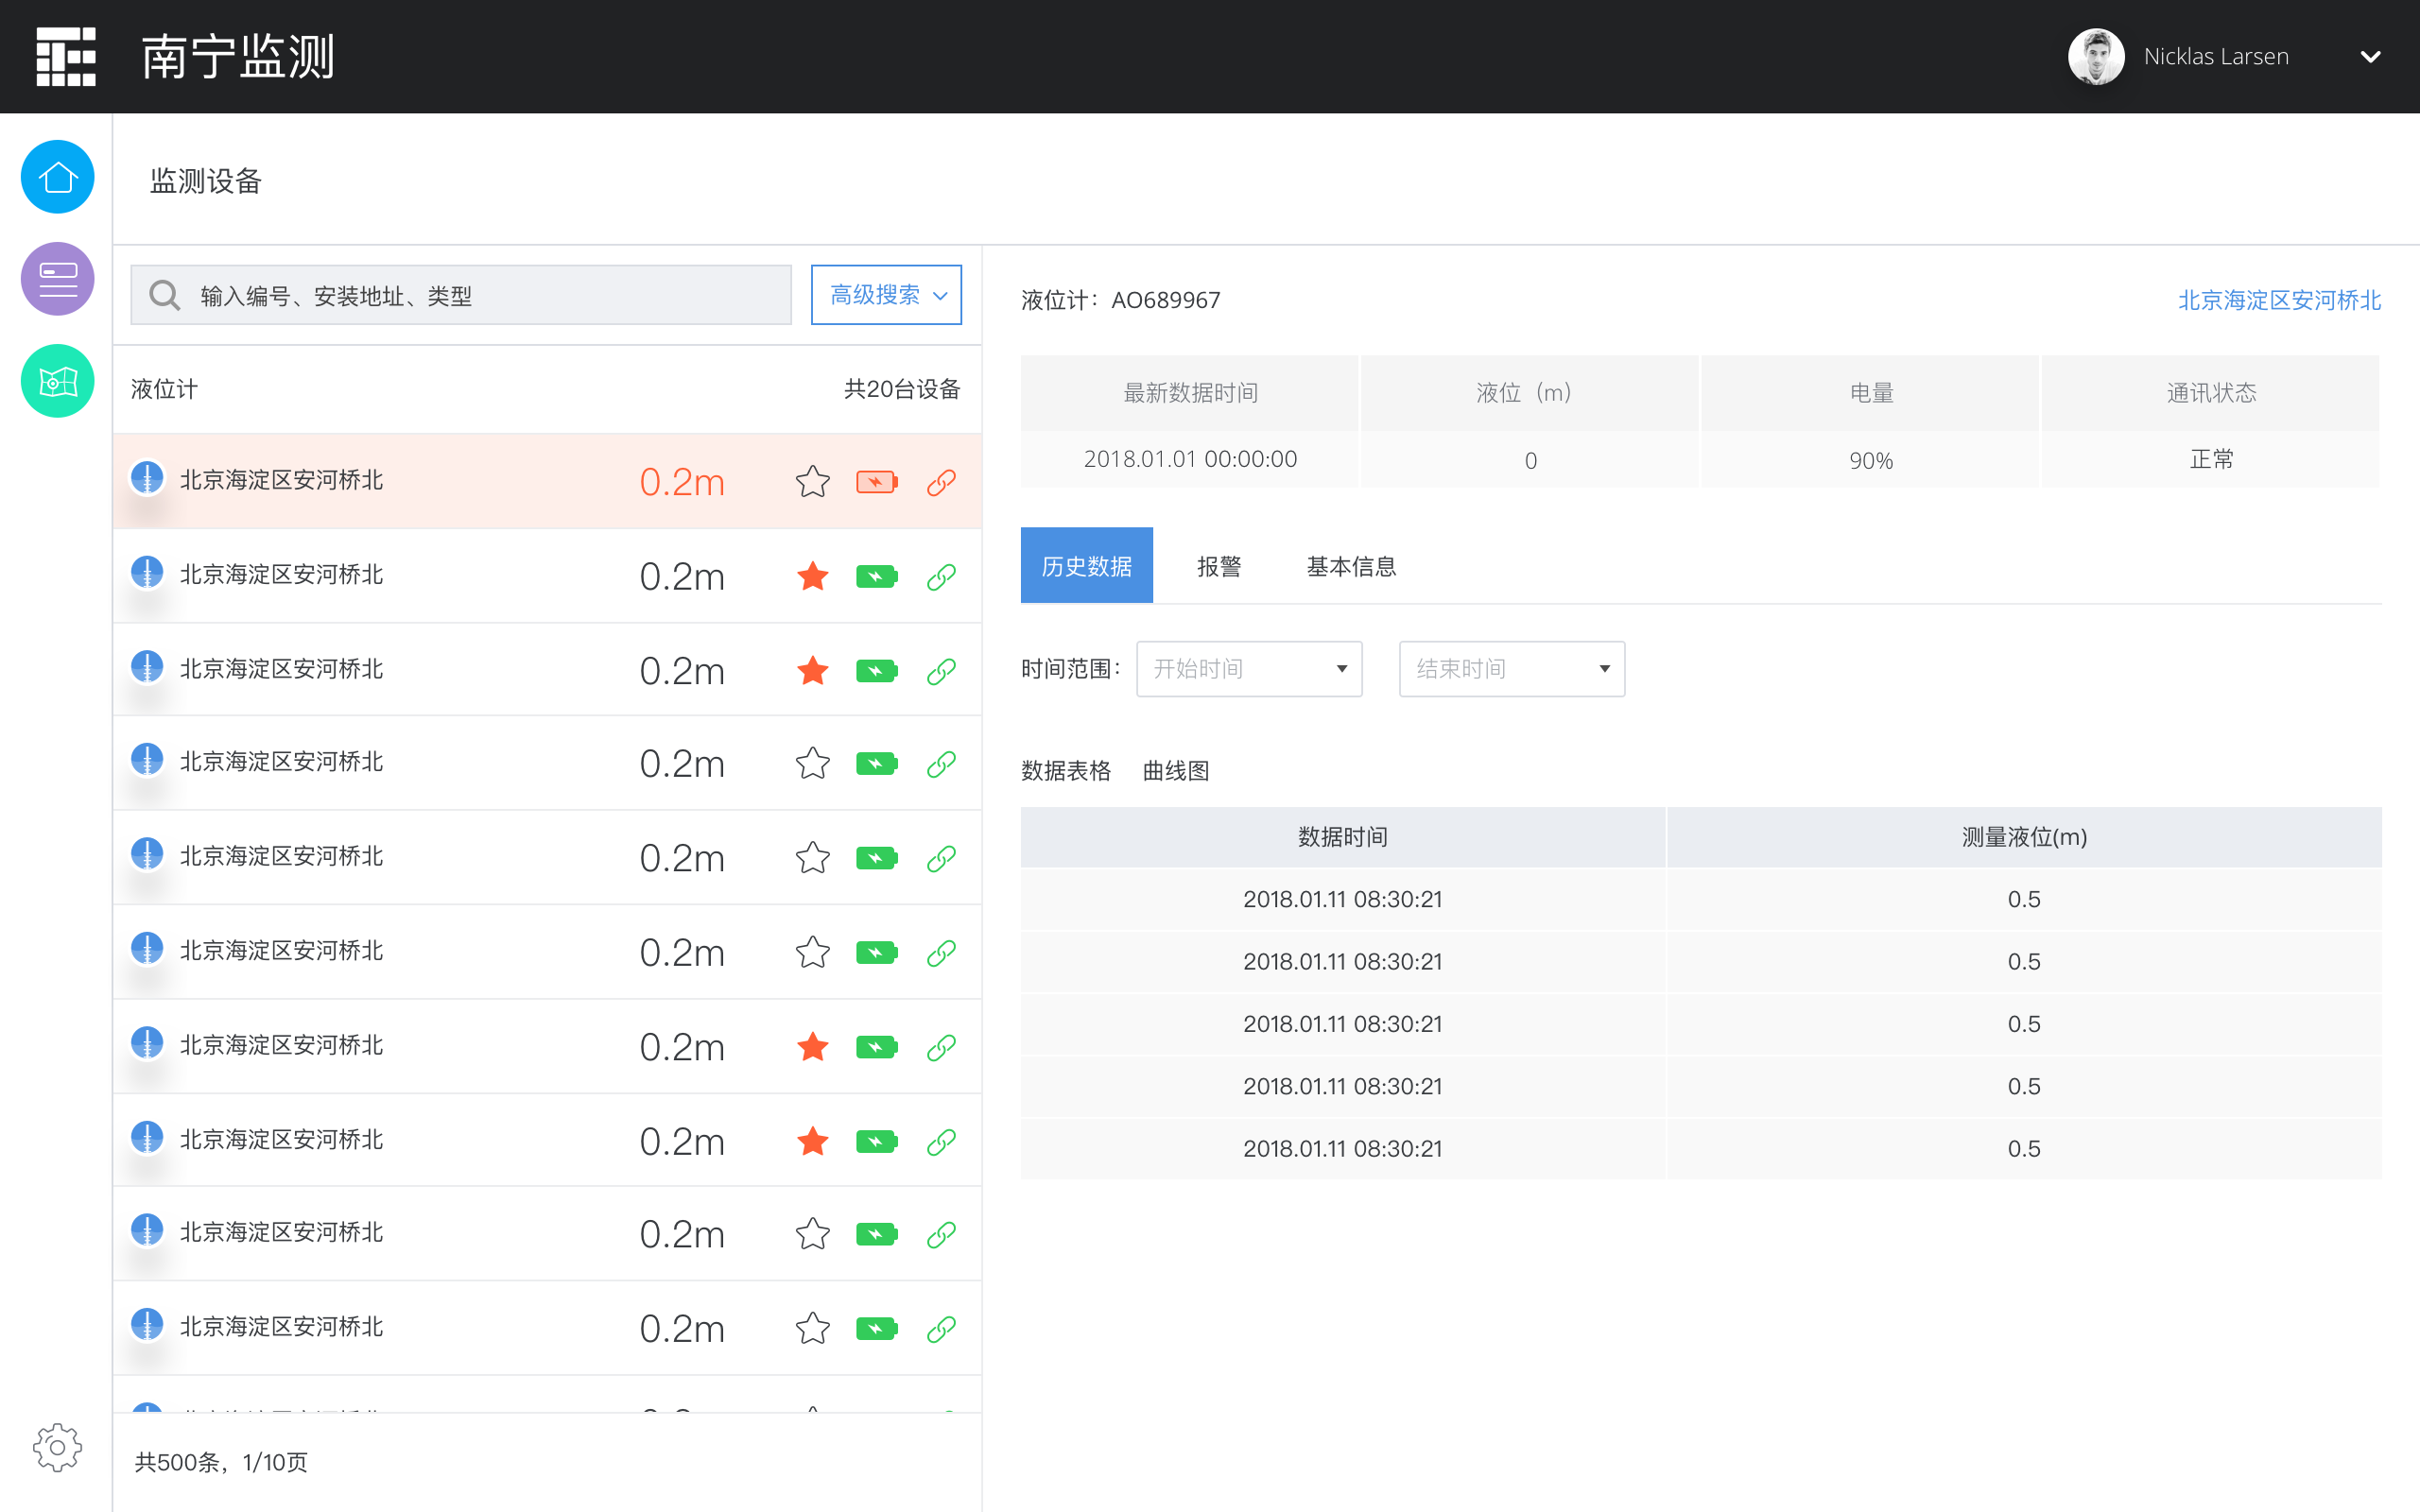 南宁监测
Nicklas Larsen
监测设备
输入编号、安装地址、类型
高级搜索
液位计
共20台设备
北京海淀区安河桥北 0.2m
北京海淀区安河桥北 0.2m
北京海淀区安河桥北 0.2m
北京海淀区安河桥北 0.2m
北京海淀区安河桥北 0.2m
北京海淀区安河桥北 0.2m
北京海淀区安河桥北 0.2m
北京海淀区安河桥北 0.2m
北京海淀区安河桥北 0.2m
北京海淀区安河桥北 0.2m
共500条，1/10页
液位计：AO689967
北京海淀区安河桥北
最新数据时间 液位（m） 电量 通讯状态
2018.01.01 00:00:00 0 90% 正常
历史数据 报警 基本信息
时间范围： 开始时间 结束时间
数据表格 曲线图
数据时间 测量液位(m)
2018.01.11 08:30:21 0.5
2018.01.11 08:30:21 0.5
2018.01.11 08:30:21 0.5
2018.01.11 08:30:21 0.5
2018.01.11 08:30:21 0.5